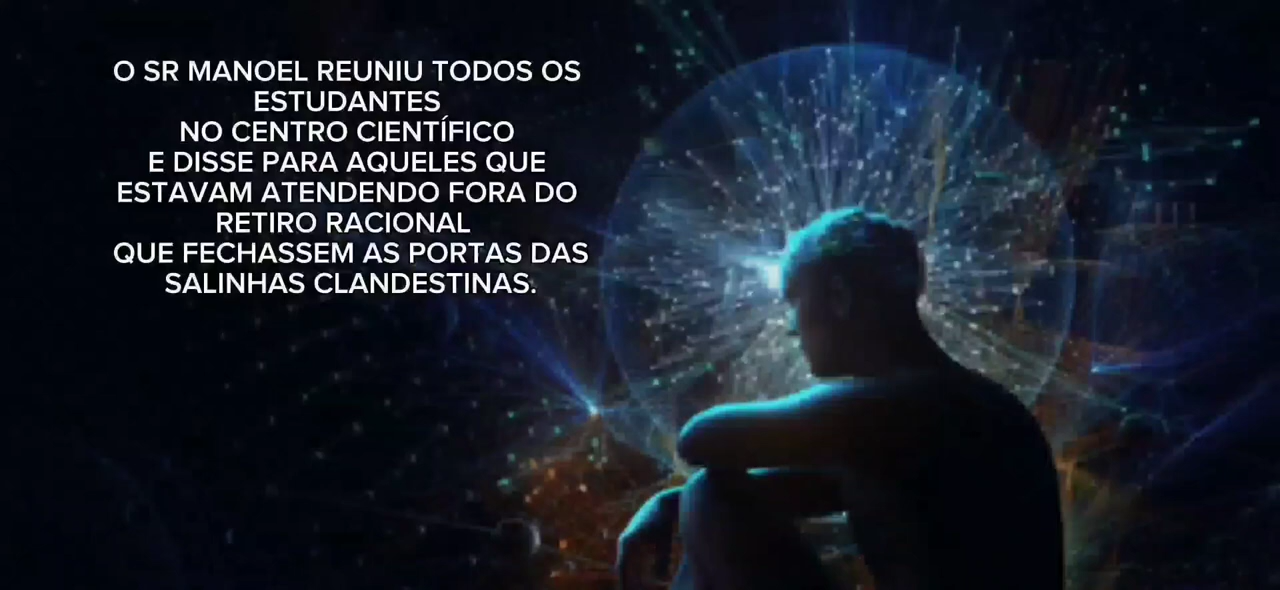 O SR MANOEL REUNIU TODOS OS
ESTUDANTES
NO CENTRO CIENTÍFICO
E DISSE PARA AQUELES QUE
ESTAVAM ATENDENDO FORA DO
RETIRO RACIONAL
QUE FECHASSEM AS PORTAS DAS
SALINHAS CLANDESTINAS.